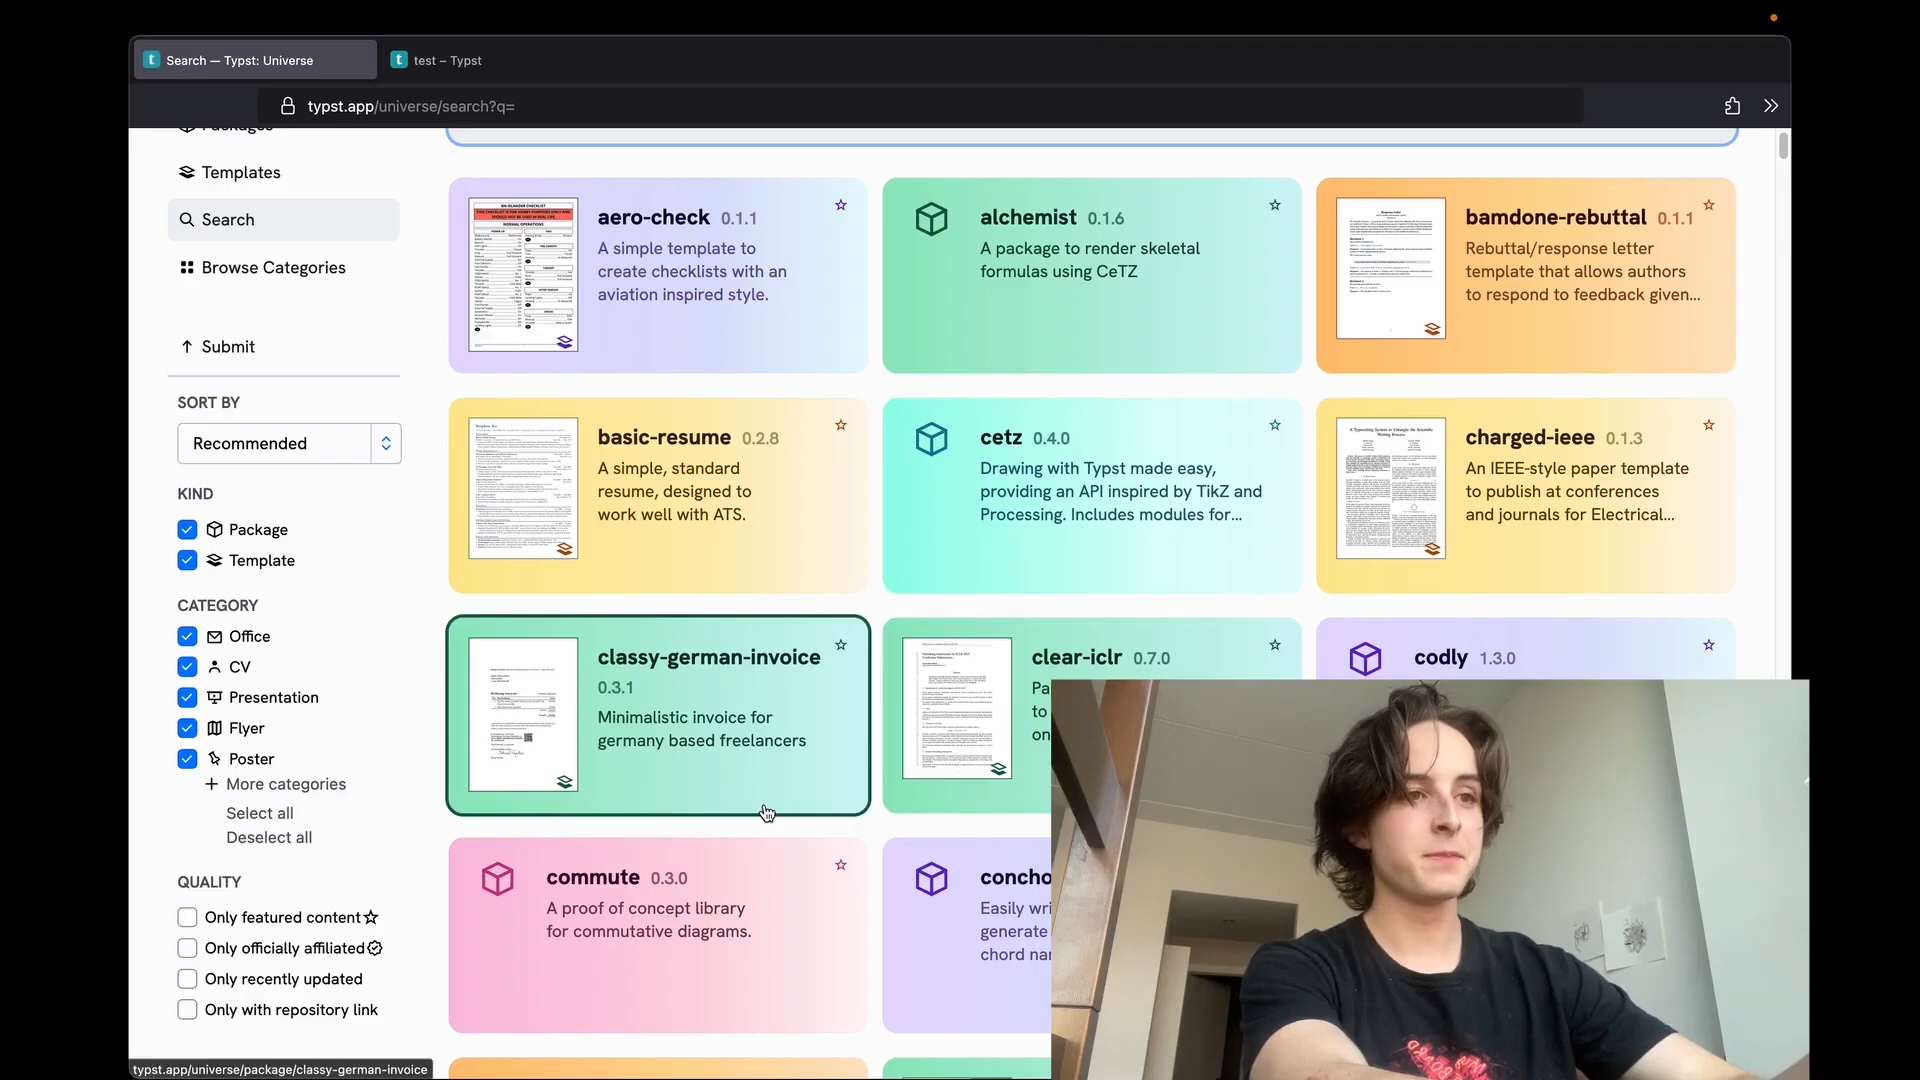 Search — Typst: Universe
test – Typst
typst.app/universe/search?q=
Packages
Templates
Search
Browse Categories
Submit
SORT BY
Recommended
KIND
Package
Template
CATEGORY
Office
CV
Presentation
Flyer
Poster
More categories
Select all
Deselect all
QUALITY
Only featured content
Only officially affiliated
Only recently updated
Only with repository link
aero-check 0.1.1
A simple template to
create checklists with an
aviation inspired style.
alchemist 0.1.6
A package to render skeletal
formulas using CeTZ
bamdone-rebuttal 0.1.1
Rebuttal/response letter
template that allows authors
to respond to feedback given...
basic-resume 0.2.8
A simple, standard
resume, designed to
work well with ATS.
cetz 0.4.0
Drawing with Typst made easy,
providing an API inspired by TikZ and
Processing. Includes modules for...
charged-ieee 0.1.3
An IEEE-style paper template
to publish at conferences
and journals for Electrical...
classy-german-invoice
0.3.1
Minimalistic invoice for
germany based freelancers
clear-iclr 0.7.0
to
codly 1.3.0
commute 0.3.0
A proof of concept library
for commutative diagrams.
concho
Easily wri
generate
chord nam
typst.app/universe/package/classy-german-invoice